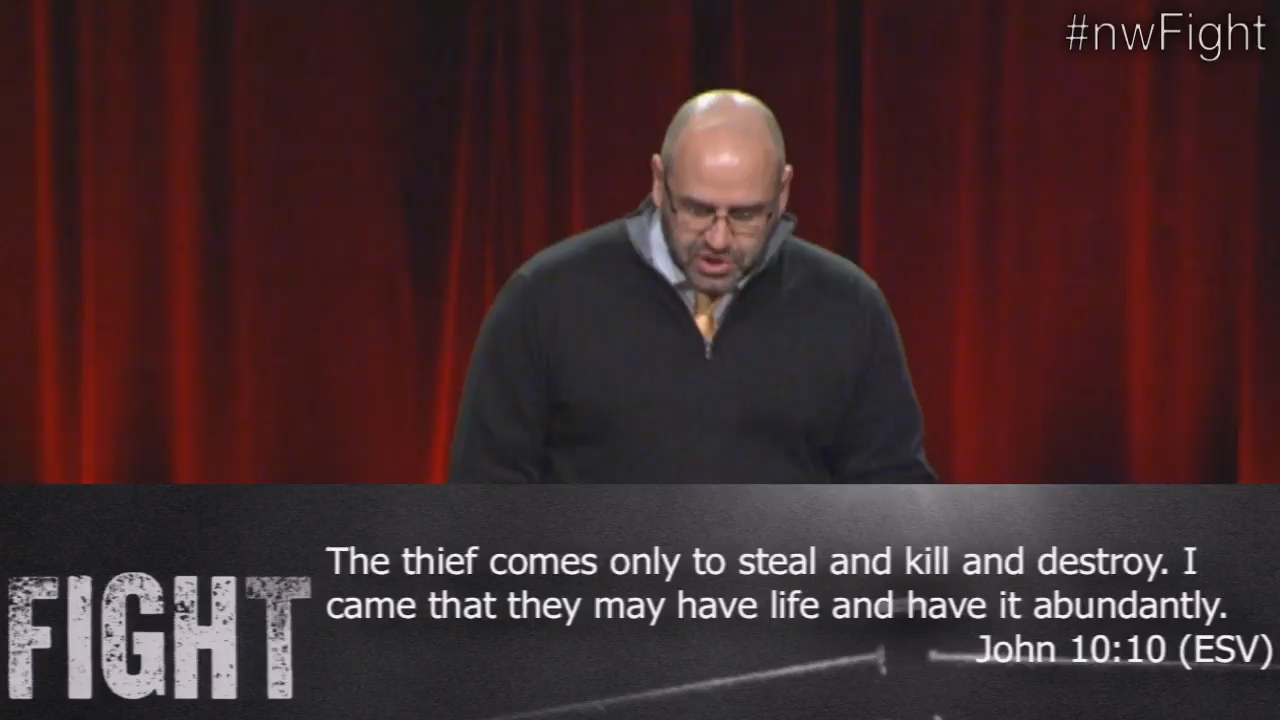 #nwFight
The thief comes only to steal and kill and destroy. I
came that they may have life and have it abundantly.
John 10:10 (ESV)
FIGHT